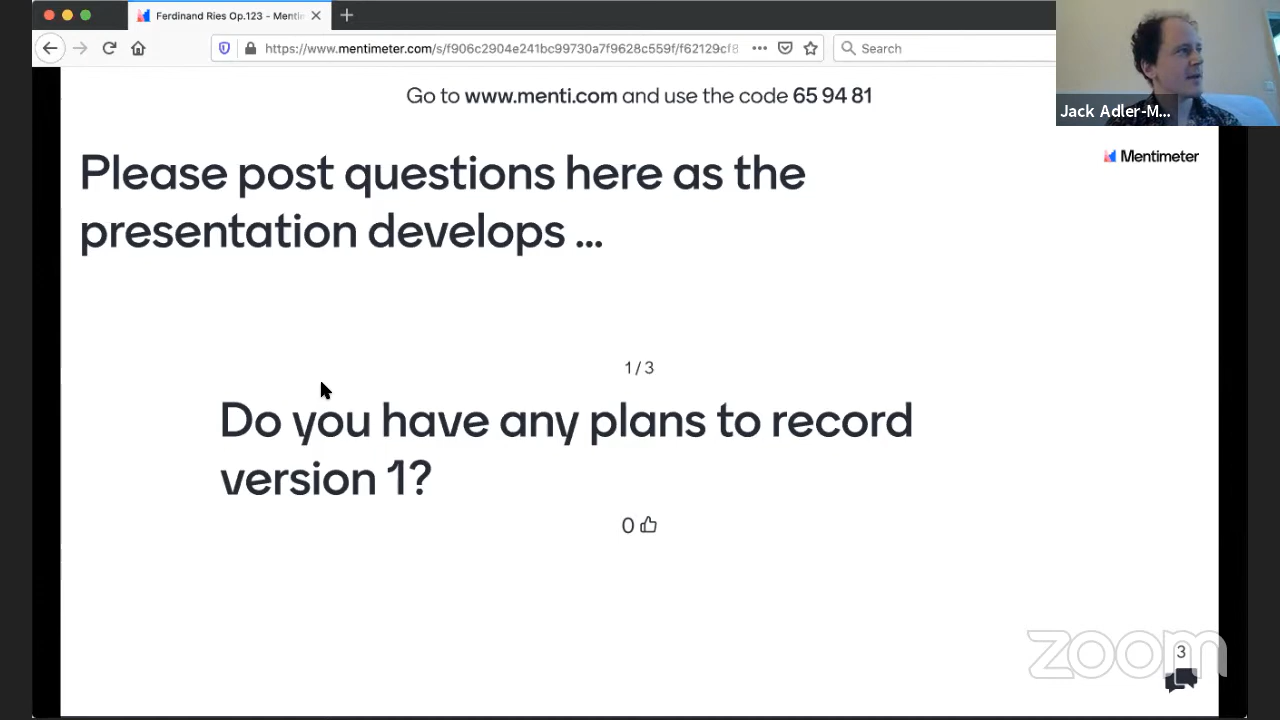 Ferdinand Ries Op.123 - Menti
https://www.mentimeter.com/s/f906c2904e241bc99730a7f9628c559f/f62129cf8
Search
Go to www.menti.com and use the code 65 94 81
Jack Adler-M...
Mentimeter
Please post questions here as the
presentation develops ...
1 / 3
Do you have any plans to record
version 1?
0
zoom
3